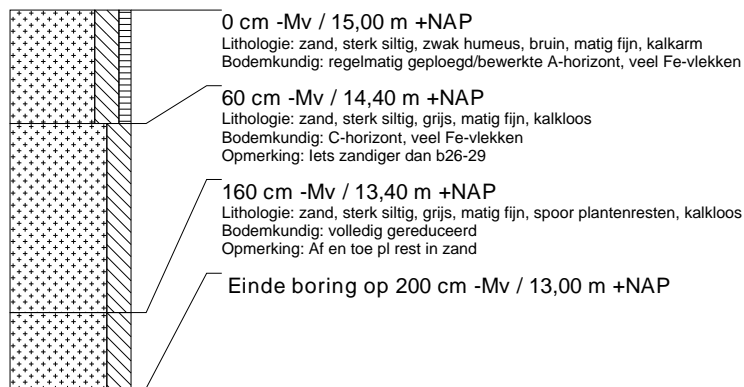 0 cm -Mv / 15,00 m +NAP
Lithologie: zand, sterk siltig, zwak humeus, bruin, matig fijn, kalkarm
Bodemkundig: regelmatig geploegd/bewerkte A-horizont, veel Fe-vlekken
60 cm -Mv / 14,40 m +NAP
Lithologie: zand, sterk siltig, grijs, matig fijn, kalkloos
Bodemkundig: C-horizont, veel Fe-vlekken
Opmerking: Iets zandiger dan b26-29
160 cm -Mv / 13,40 m +NAP
Lithologie: zand, sterk siltig, grijs, matig fijn, spoor plantenresten, kalkloos
Bodemkundig: volledig gereduceerd
Opmerking: Af en toe pl rest in zand
Einde boring op 200 cm -Mv / 13,00 m +NAP